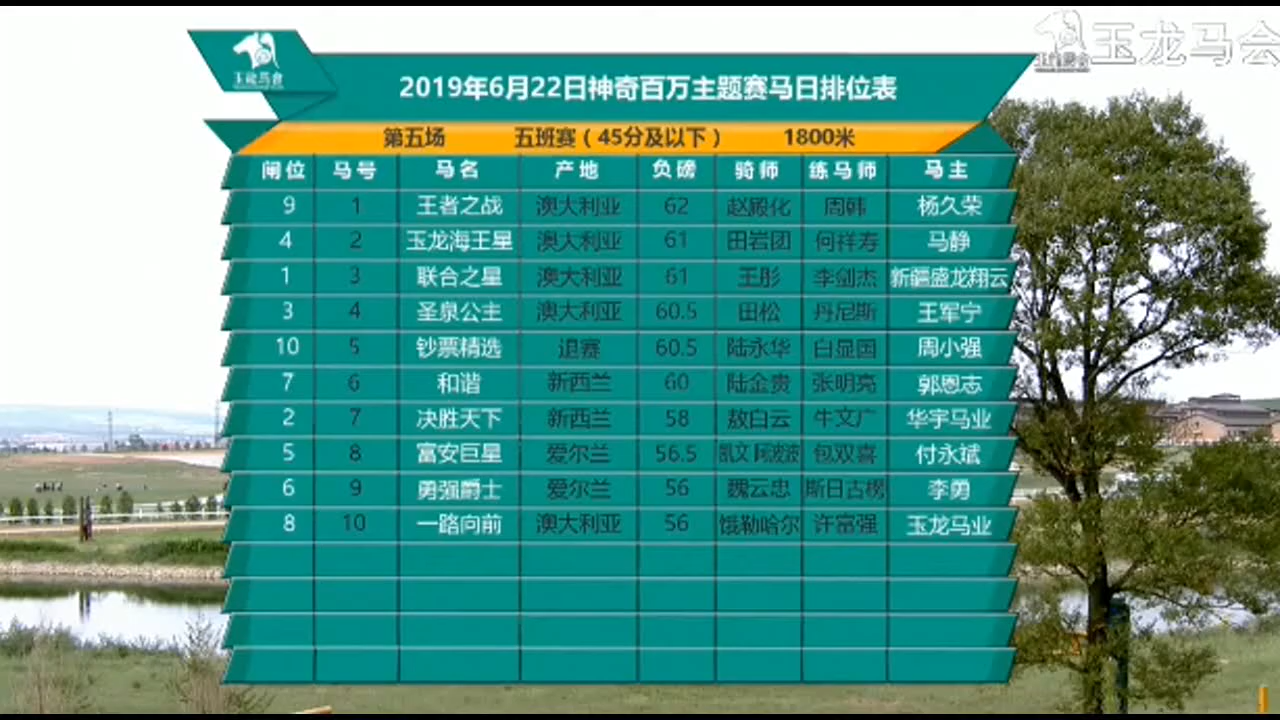 玉龙马会
玉龙马会
2019年6月22日神奇百万主题赛马日排位表
第五场 五班赛（45分及以下） 1800米
闸位 马号 马名 产地 负磅 骑师 练马师 马主
9 1 王者之战 澳大利亚 62 赵殿化 周韩 杨久荣
4 2 玉龙海王星 澳大利亚 61 田岩团 何祥寿 马静
1 3 联合之星 澳大利亚 61 王彤 李剑杰 新疆盛龙翔云
3 4 圣泉公主 澳大利亚 60.5 田松 丹尼斯 王军宁
10 5 钞票精选 退赛 60.5 陆永华 白显国 周小强
7 6 和谐 新西兰 60 陆金贵 张明亮 郭恩志
2 7 决胜天下 新西兰 58 敖白云 牛文广 华宇马业
5 8 富安巨星 爱尔兰 56.5 凯文 阿波波 包双喜 付永斌
6 9 勇强爵士 爱尔兰 56 魏云忠 斯日古楞 李勇
8 10 一路向前 澳大利亚 56 饿勒哈尔 许富强 玉龙马业